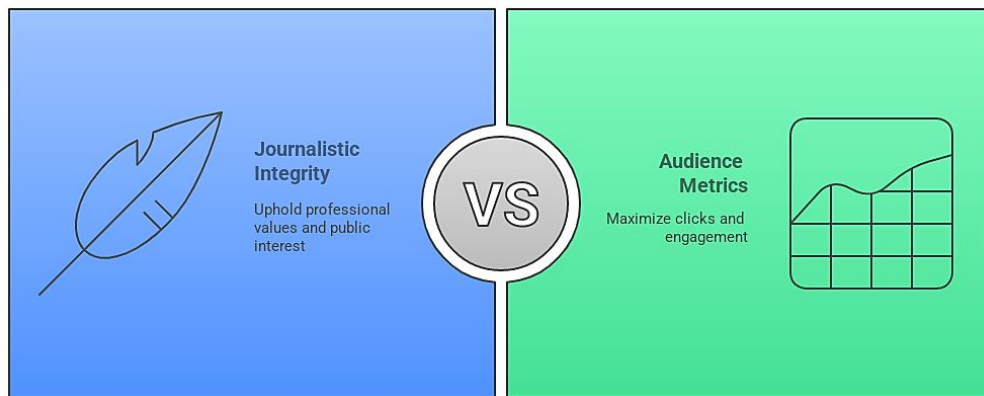 Journalistic
Integrity
Uphold professional
values and public
interest
VS
Audience
Metrics
Maximize clicks and
engagement